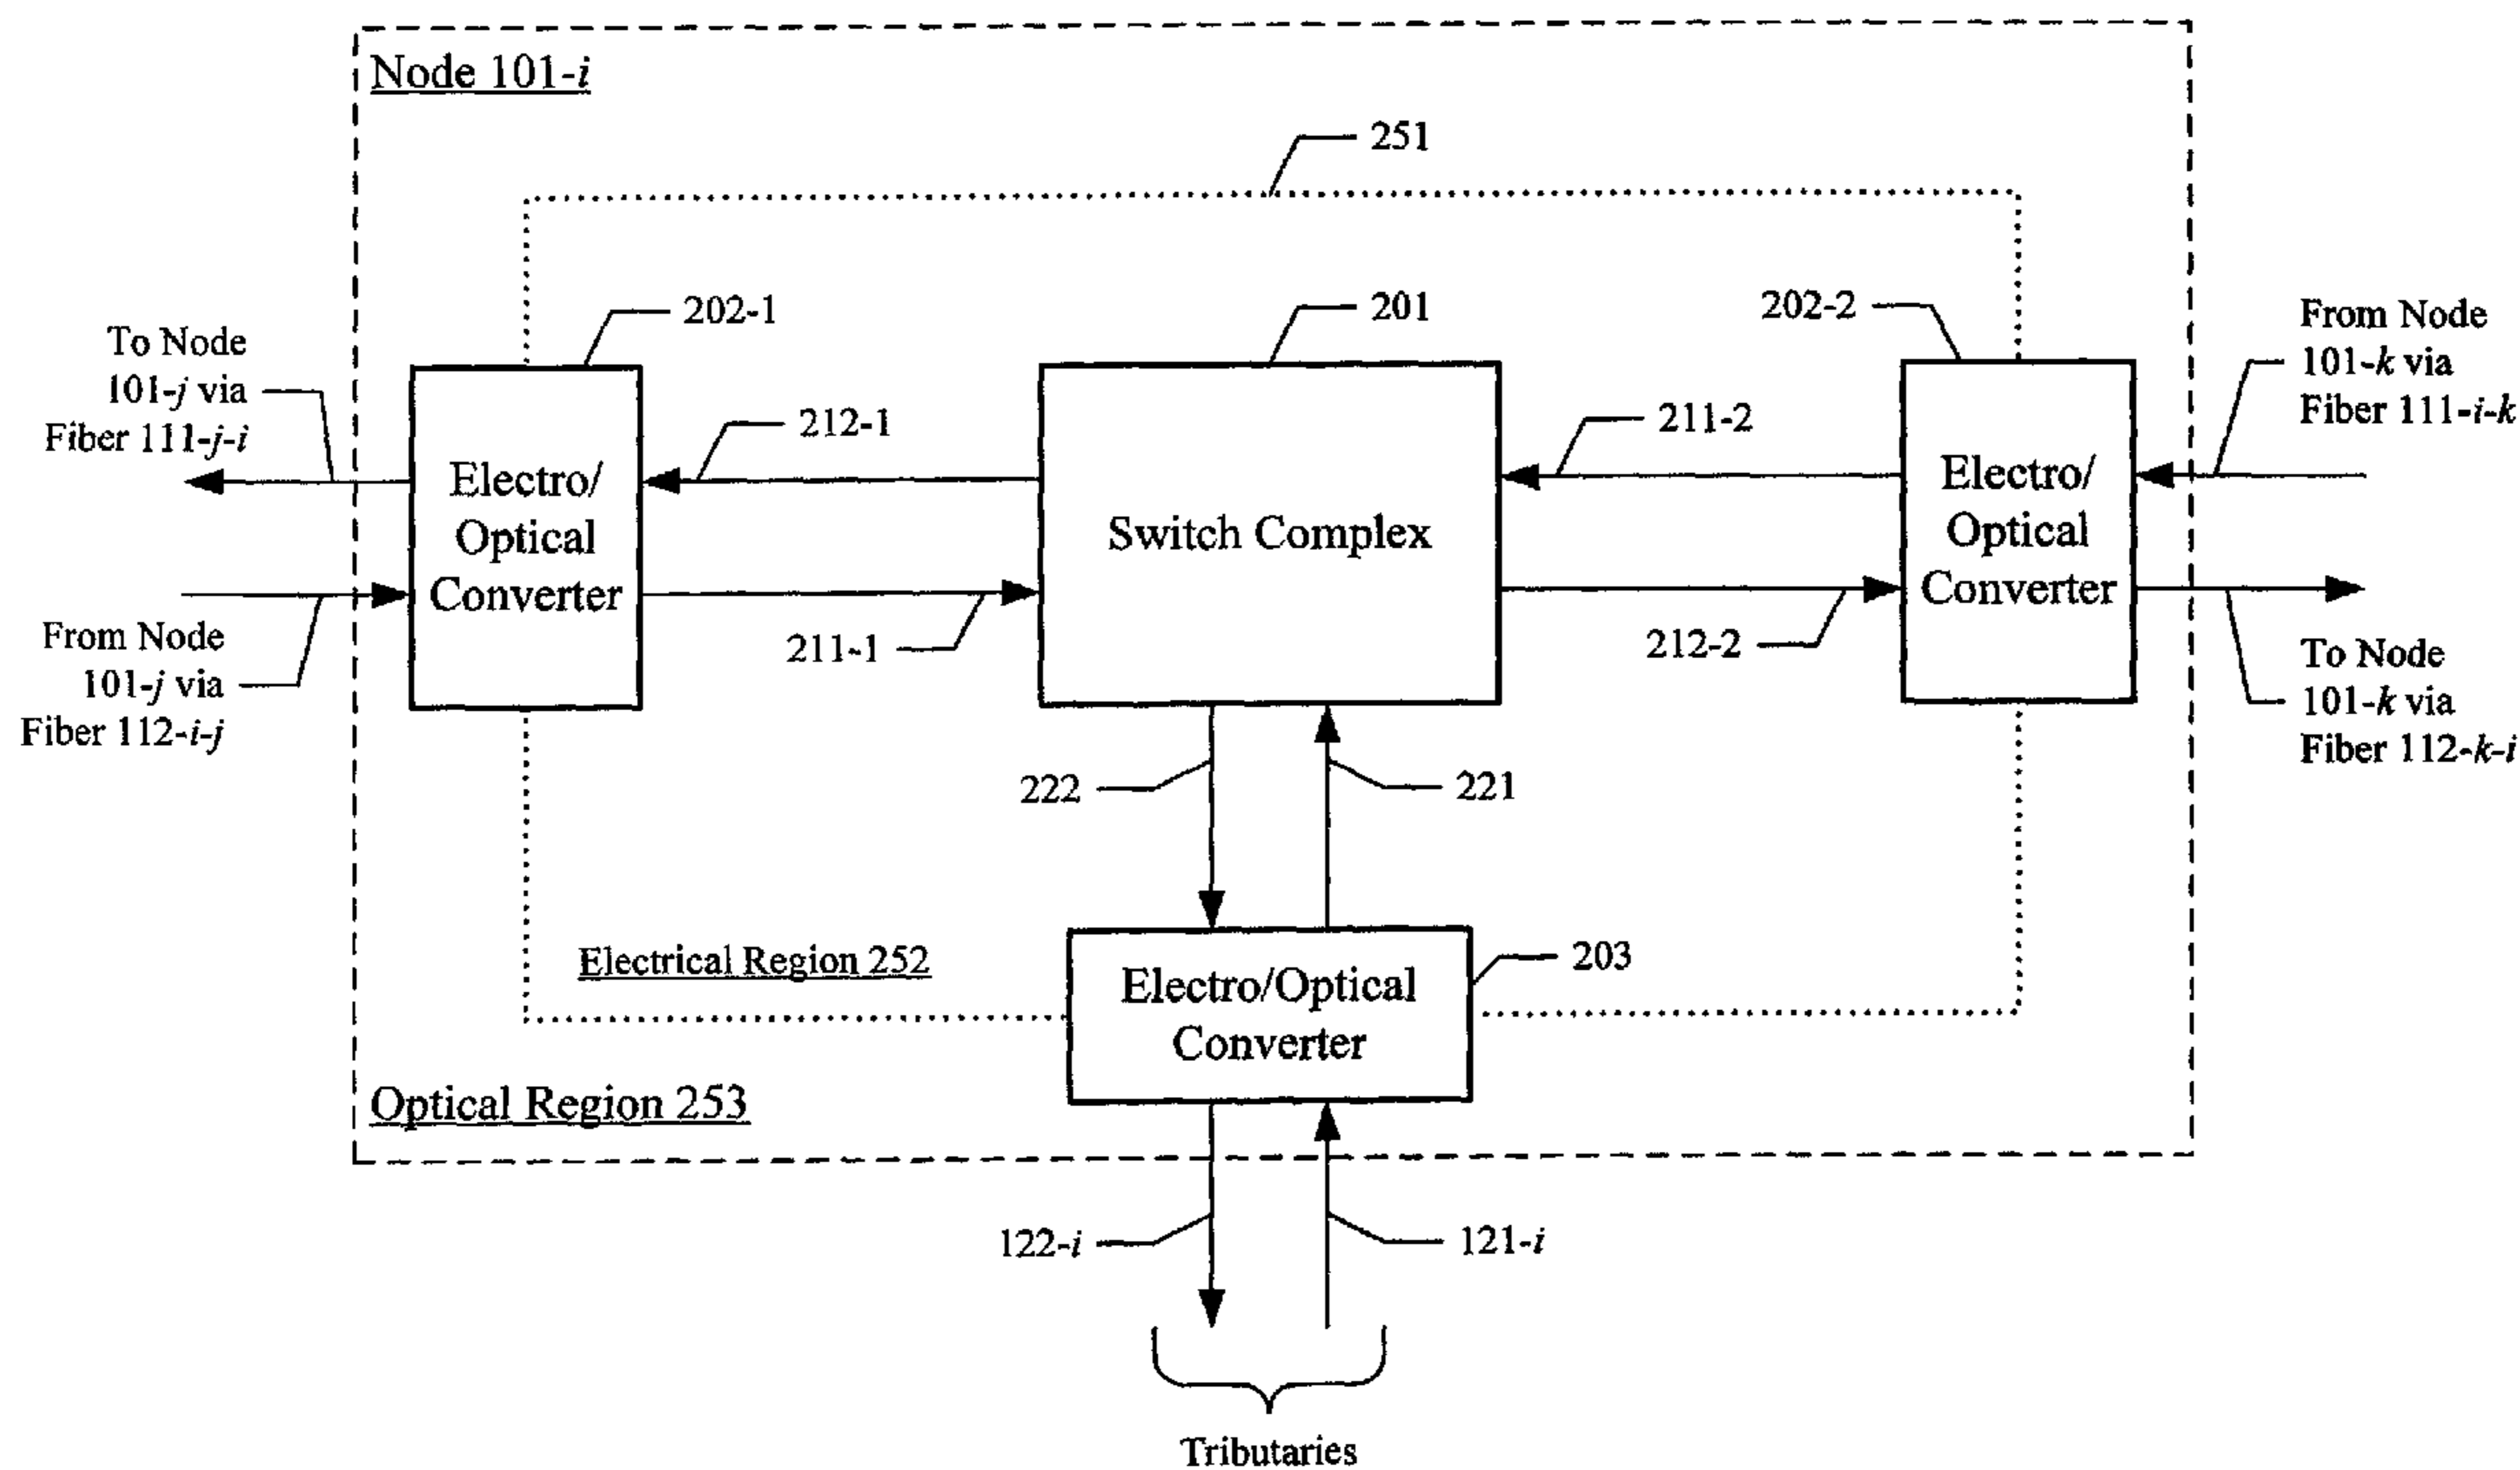 Node 101-i
251
202-1
201
202-2
To Node
101-j via
Fiber 111-j-i
From Node
101-k via
Fiber 111-i-k
212-1
211-2
Electro/
Optical
Converter
Switch Complex
Electro/
Optical
Converter
From Node
101-j via
Fiber 112-i-j
211-1
212-2
To Node
101-k via
Fiber 112-k-i
222
221
Electrical Region 252
203
Electro/Optical
Converter
Optical Region 253
122-i
121-i
Tributaries